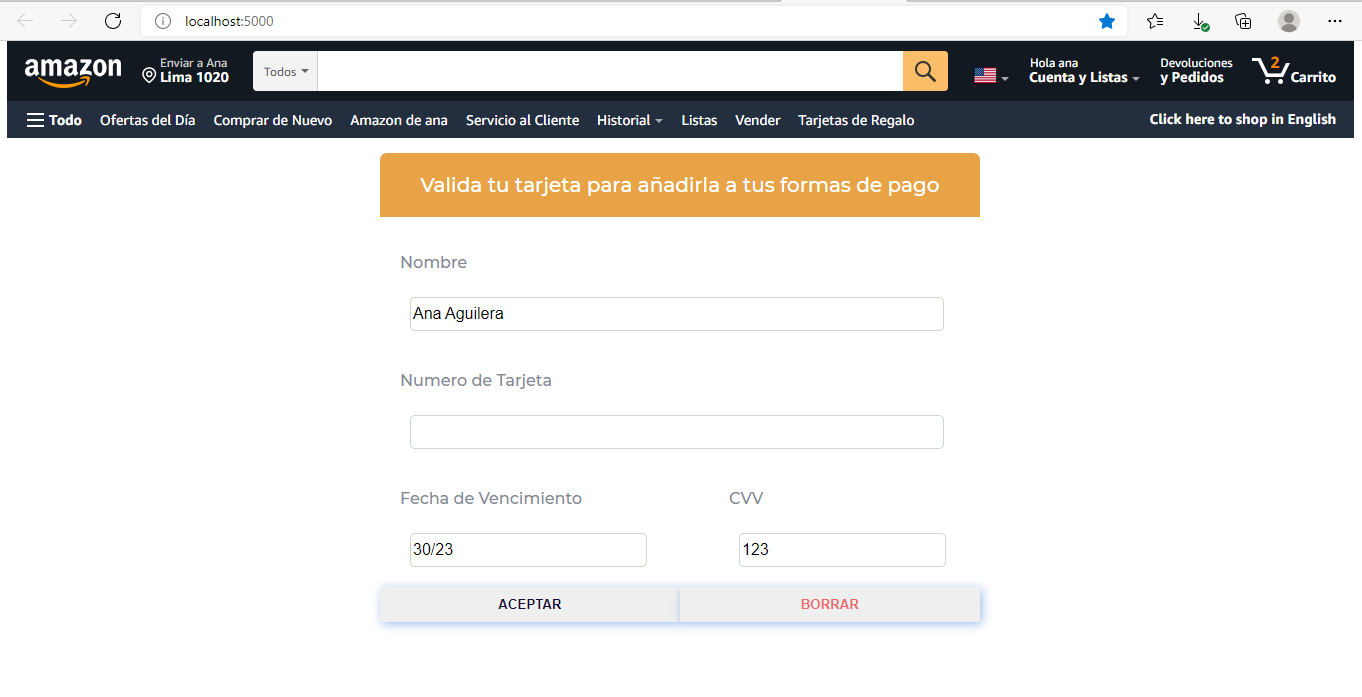 localhost:5000
amazon
Enviar a Ana
Lima 1020
Todos
Hola ana
Cuenta y Listas
Devoluciones
y Pedidos
2
Carrito
Todo Ofertas del Día Comprar de Nuevo Amazon de ana Servicio al Cliente Historial Listas Vender Tarjetas de Regalo Click here to shop in English
Valida tu tarjeta para añadirla a tus formas de pago
Nombre
Ana Aguilera
Numero de Tarjeta
Fecha de Vencimiento CVV
30/23 123
ACEPTAR BORRAR